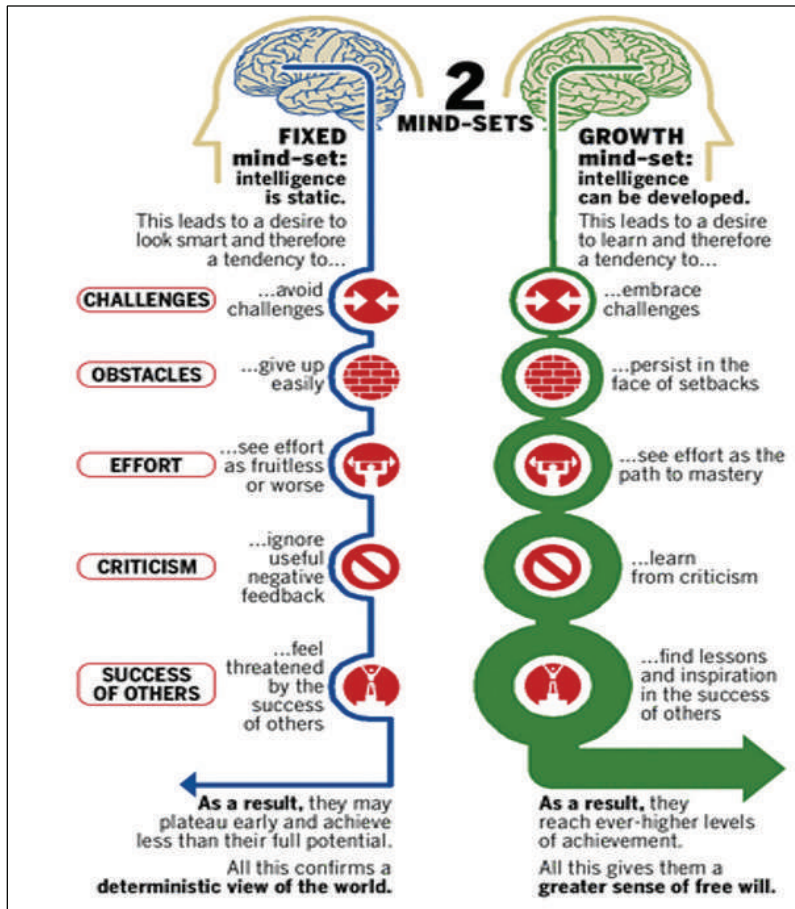 2
MIND-SETS
FIXED
mind-set:
intelligence
is static.
This leads to a desire to
look smart and therefore
a tendency to...
GROWTH
mind-set:
intelligence
can be developed.
This leads to a desire
to learn and therefore
a tendency to...
CHALLENGES
...avoid
challenges
...embrace
challenges
OBSTACLES
...give up
easily
...persist in the
face of setbacks
EFFORT
...see effort
as fruitless
or worse
...see effort as the
path to mastery
CRITICISM
...ignore
useful
negative
feedback
...learn
from criticism
SUCCESS
OF OTHERS
...feel
threatened
by the
success
of others
...find lessons
and inspiration
in the success
of others
As a result, they may
plateau early and achieve
less than their full potential.
All this confirms a
deterministic view of the world.
As a result, they
reach ever-higher levels
of achievement.
All this gives them a
greater sense of free will.